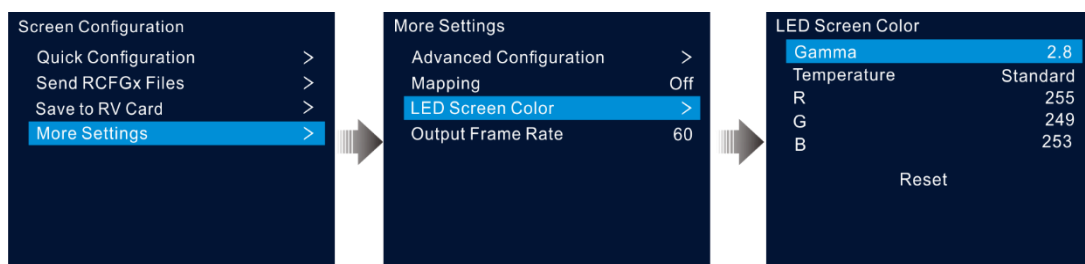 Screen Configuration
Quick Configuration >
Send RCFGx Files >
Save to RV Card >
More Settings >
More Settings
Advanced Configuration >
Mapping Off
LED Screen Color >
Output Frame Rate 60
LED Screen Color
Gamma 2.8
Temperature Standard
R 255
G 249
B 253
Reset